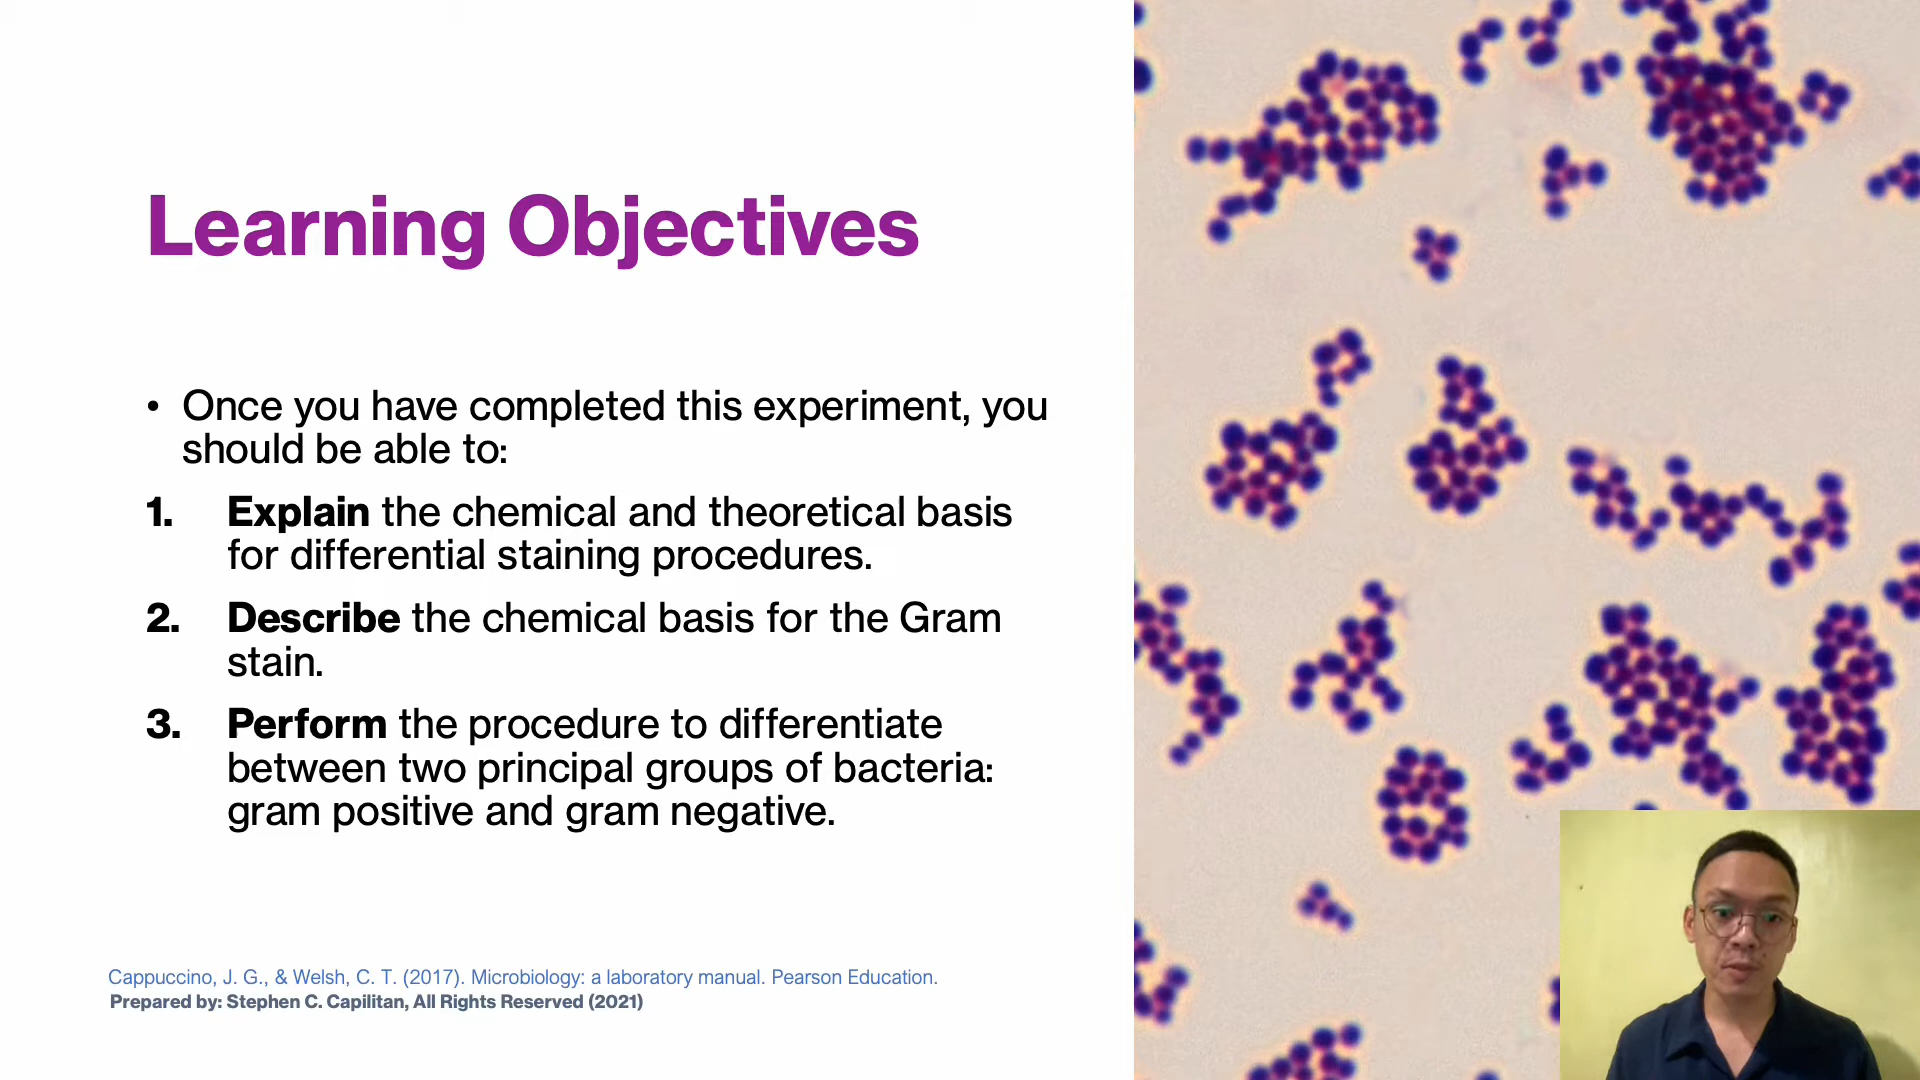 Learning Objectives
• Once you have completed this experiment, you
should be able to:
1. Explain the chemical and theoretical basis
for differential staining procedures.
2. Describe the chemical basis for the Gram
stain.
3. Perform the procedure to differentiate
between two principal groups of bacteria:
gram positive and gram negative.
Cappuccino, J. G., & Welsh, C. T. (2017). Microbiology: a laboratory manual. Pearson Education.
Prepared by: Stephen C. Capilitan, All Rights Reserved (2021)